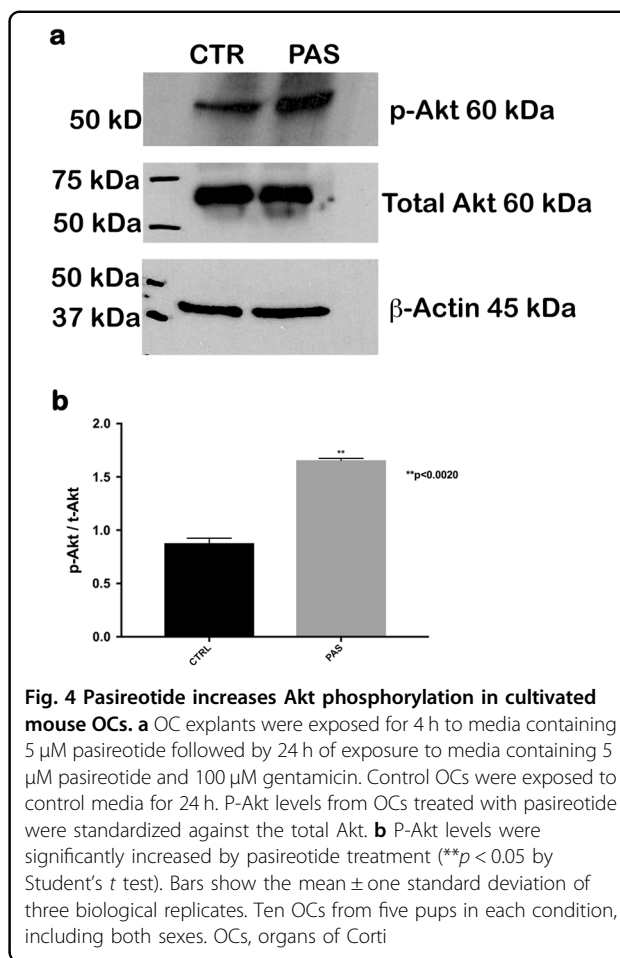 a
CTR PAS
50 kD
p-Akt 60 kDa
75 kDa
50 kDa
Total Akt 60 kDa
50 kDa
37 kDa
β-Actin 45 kDa
b
2.0
1.5
1.0
0.5
0.0
p-Akt / t-Akt
**
**p<0.0020
CTRL
PAS
Fig. 4 Pasireotide increases Akt phosphorylation in cultivated
mouse OCs. a OC explants were exposed for 4 h to media containing
5 μM pasireotide followed by 24 h of exposure to media containing 5
μM pasireotide and 100 μM gentamicin. Control OCs were exposed to
control media for 24 h. P-Akt levels from OCs treated with pasireotide
were standardized against the total Akt. b P-Akt levels were
significantly increased by pasireotide treatment (**p < 0.05 by
Student's t test). Bars show the mean ± one standard deviation of
three biological replicates. Ten OCs from five pups in each condition,
including both sexes. OCs, organs of Corti